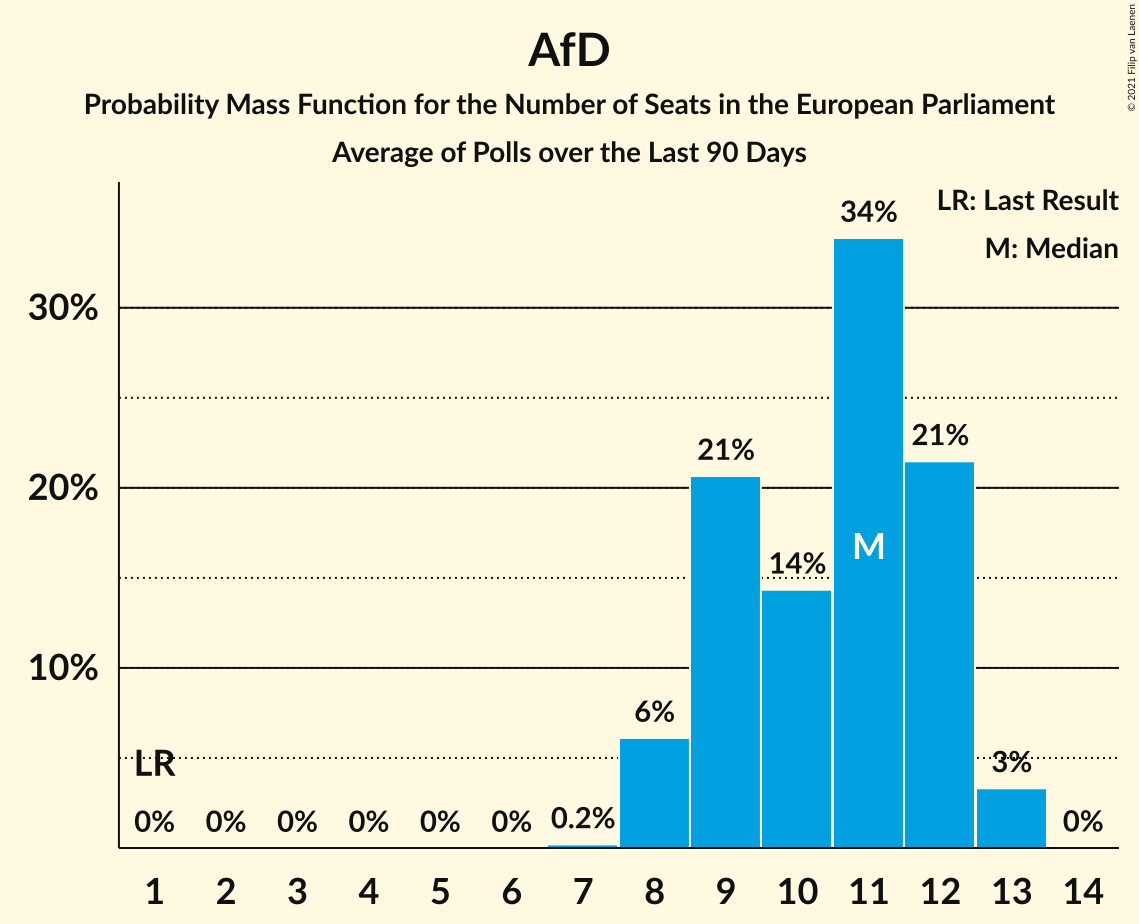 AfD
Probability Mass Function for the Number of Seats in the European Parliament
Average of Polls over the Last 90 Days
© 2021 Filip van Laenen
LR: Last Result
M: Median
34%
30%
21%
21%
20%
M
14%
10%
6%
LR
3%
0% 0% 0% 0% 0% 0% 0.2% 0%
1 2 3 4 5 6 7 8 9 10 11 12 13 14